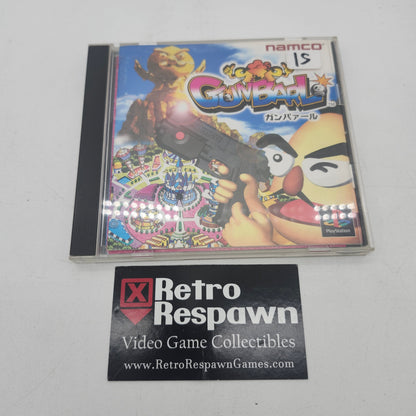 namco
15
GUNBARL
ガンバァール
PlayStation
X Retro
Respawn
Video Game Collectibles
www.RetroRespawnGames.com